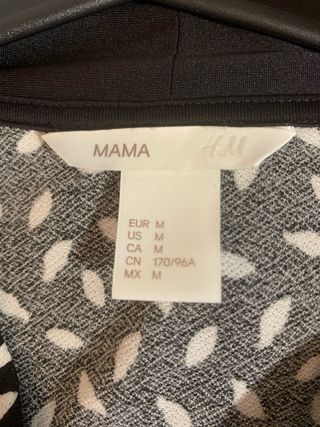 MAMA H&M
EUR M
US M
CA M
CN 170/96A
MX M